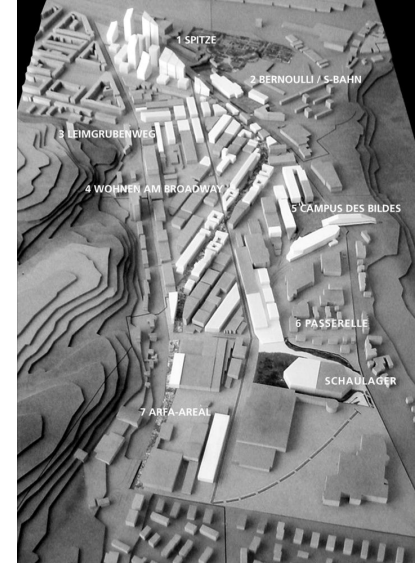 1 SPITZE
2 BERNOULLI / S-BAHN
3 LEIMGRUBENWEG
4 WOHNEN AM BROADWAY
5 CAMPUS DES BILDES
6 PASSERELLE
SCHAULAGER
7 ARFA-AREAL